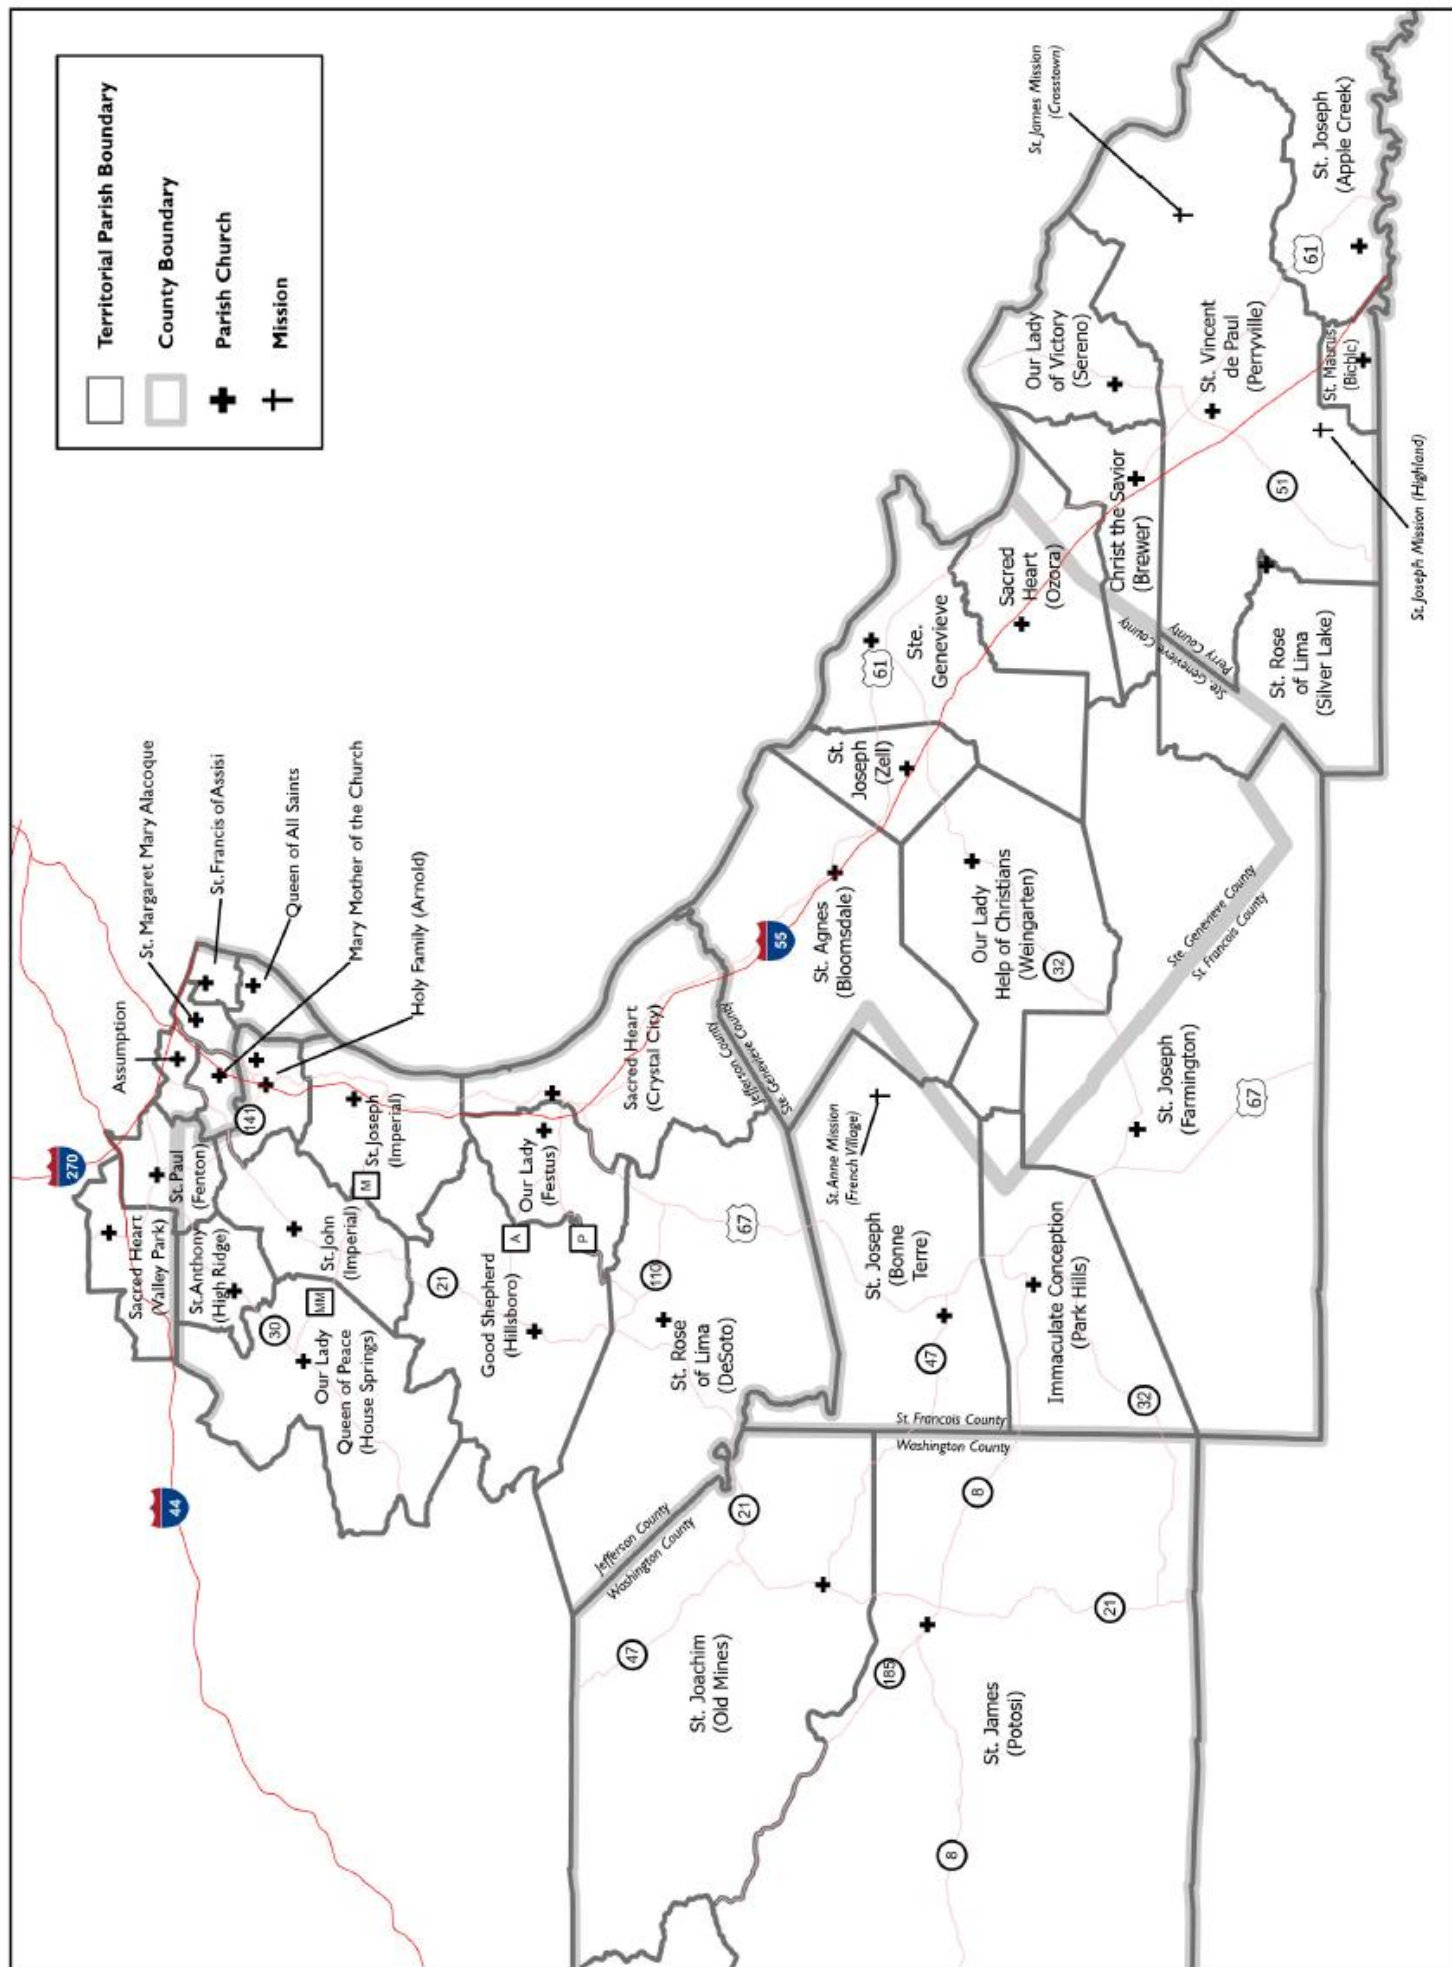 Territorial Parish Boundary
County Boundary
Parish Church
Mission
St. Margaret Mary Alacoque
St. Francis of Assisi
Queen of All Saints
Mary Mother of the Church
Holy Family (Arnold)
Assumption
270
141
Sacred Heart
(Valley Park)
St. Paul
(Fenton)
St. Anthony
(High Ridge)
St. John
(Imperial)
M
St. Joseph
(Imperial)
MM
30
Our Lady
Queen of Peace
(House Springs)
44
21
Good Shepherd
(Hillsboro)
A
P
Our Lady
(Festus)
Sacred Heart
(Crystal City)
110
67
St. Rose
of Lima
(DeSoto)
Jefferson County
Ste. Genevieve County
Ste.
Jefferson County
Washington County
21
47
St. Joachim
(Old Mines)
185
St. James
(Potosi)
8
8
21
St. Francois County
Washington County
47
St. Joseph
(Bonne
Terre)
St. Anne Mission
(French Village)
Immaculate Conception
(Park Hills)
32
St. Joseph
(Farmington)
67
Ste. Genevieve County
St. Francois County
55
St. Agnes
(Bloomsdale)
Our Lady
Help of Christians
(Weingarten)
32
St.
Joseph
(Zell)
61
Ste.
Genevieve
Sacred
Heart
(Ozora)
Christ the Savior
(Brewer)
Ste. Genevieve County
Perry County
St. Rose
of Lima
(Silver Lake)
51
St. Joseph Mission (Highland)
Our Lady
of Victory
(Sereno)
St. Vincent
de Paul
(Perryville)
St. Maurus
St. James Mission
(Crosstown)
61
St. Joseph
(Apple Creek)